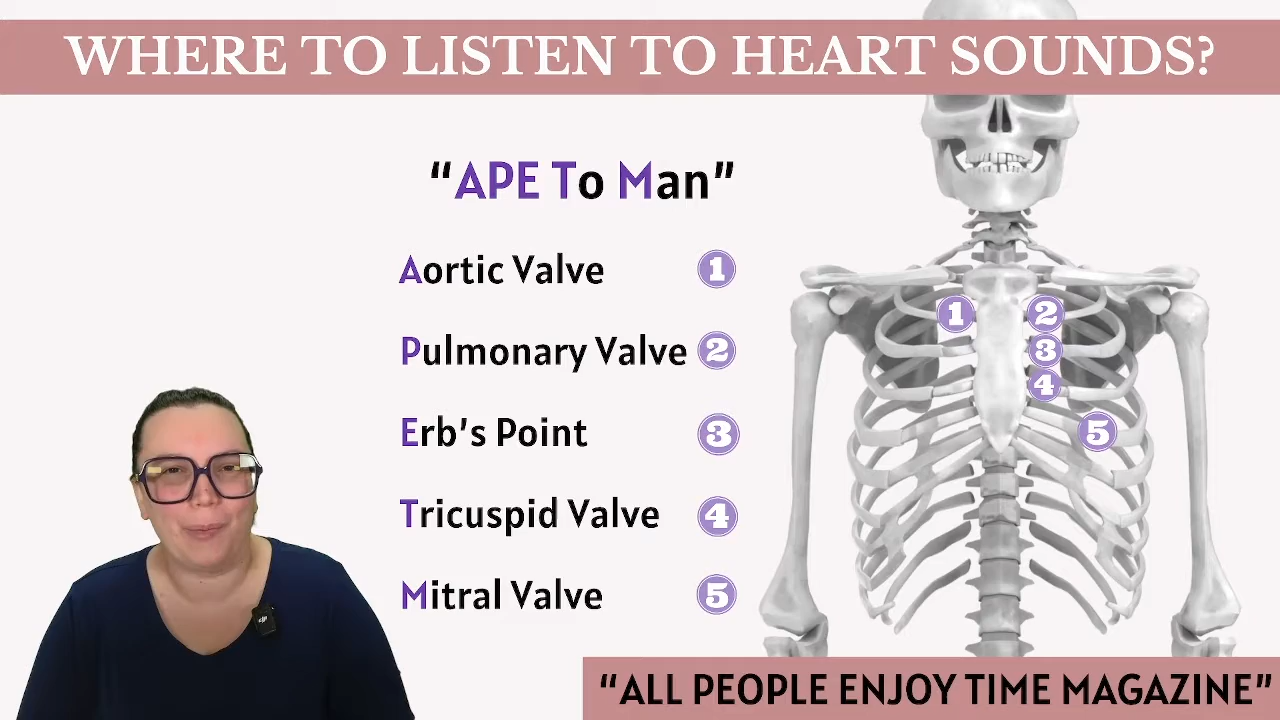 WHERE TO LISTEN TO HEART SOUNDS?
“APE To Man”
Aortic Valve 1
Pulmonary Valve 2
Erb’s Point 3
Tricuspid Valve 4
Mitral Valve 5
1 2
3
4
5
“ALL PEOPLE ENJOY TIME MAGAZINE”